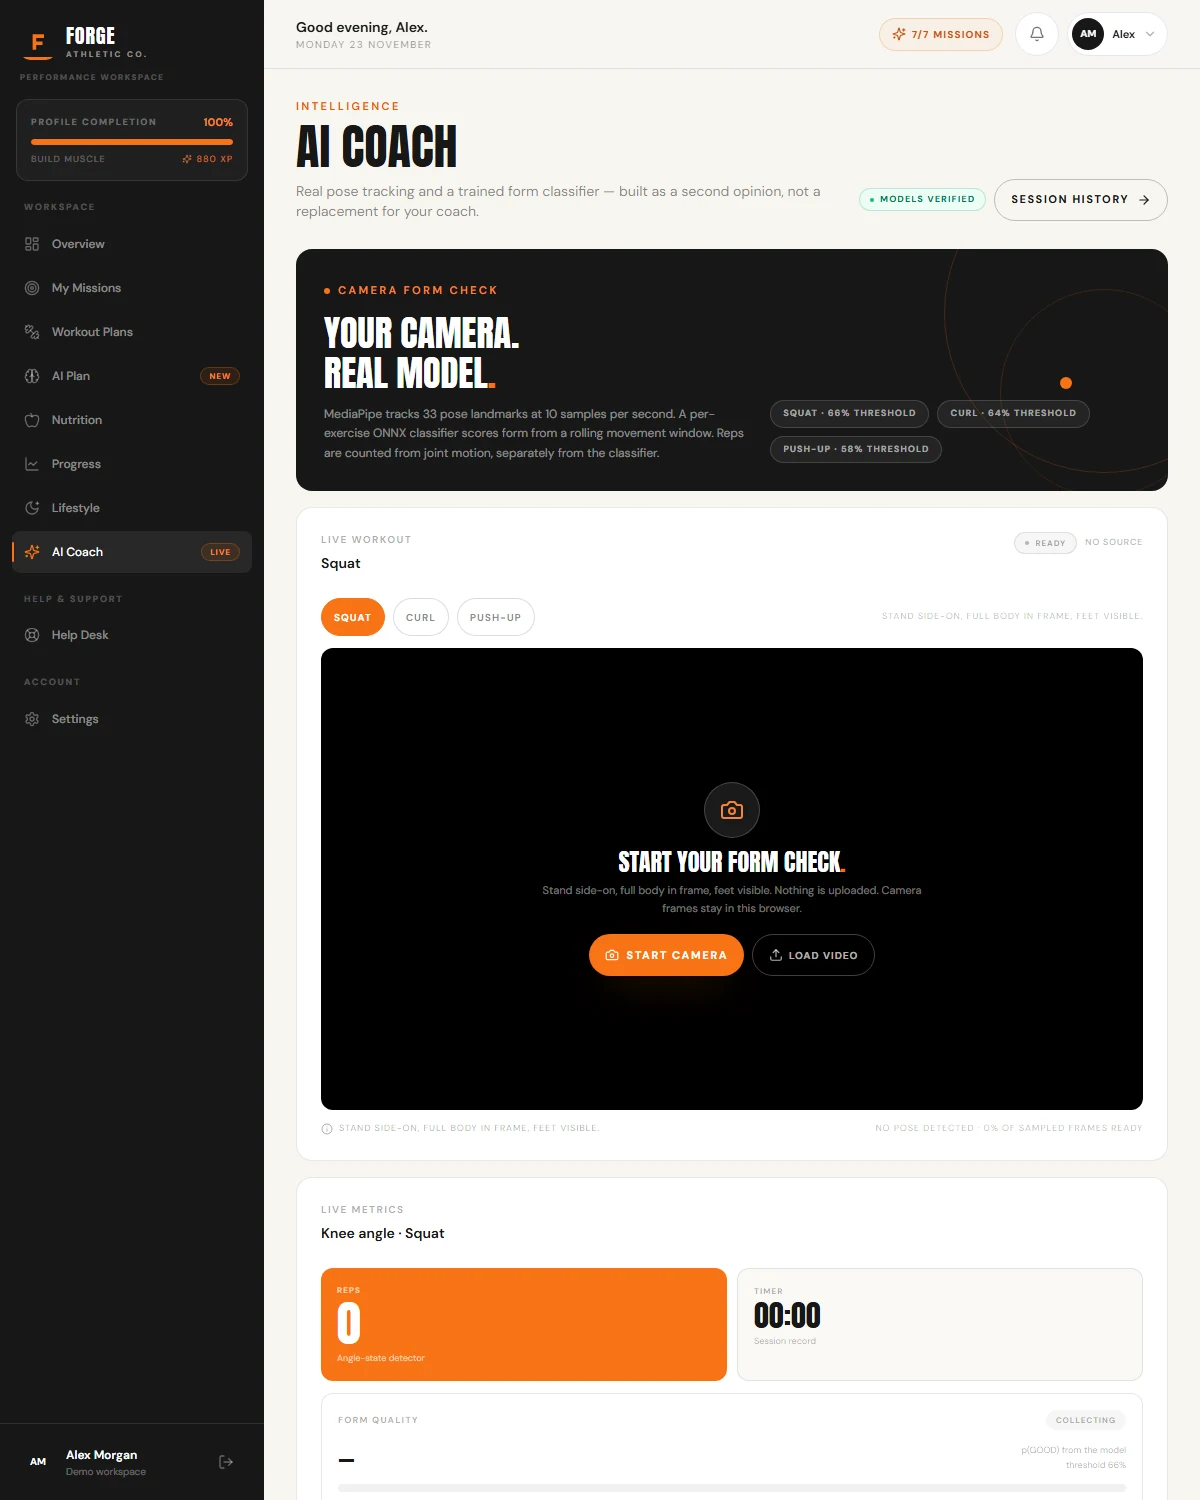 FORGE
ATHLETIC CO.
PERFORMANCE WORKSPACE
PROFILE COMPLETION 100%
BUILD MUSCLE 880 XP
WORKSPACE
Overview
My Missions
Workout Plans
AI Plan NEW
Nutrition
Progress
Lifestyle
AI Coach LIVE
HELP & SUPPORT
Help Desk
ACCOUNT
Settings
AM Alex Morgan
Demo workspace
Good evening, Alex.
MONDAY 23 NOVEMBER
7/7 MISSIONS
AM Alex
INTELLIGENCE
AI COACH
Real pose tracking and a trained form classifier — built as a second opinion, not a
replacement for your coach.
MODELS VERIFIED
SESSION HISTORY
CAMERA FORM CHECK
YOUR CAMERA.
REAL MODEL.
MediaPipe tracks 33 pose landmarks at 10 samples per second. A per-
exercise ONNX classifier scores form from a rolling movement window. Reps
are counted from joint motion, separately from the classifier.
SQUAT · 66% THRESHOLD
CURL · 64% THRESHOLD
PUSH-UP · 58% THRESHOLD
LIVE WORKOUT
Squat
READY NO SOURCE
SQUAT CURL PUSH-UP
STAND SIDE-ON, FULL BODY IN FRAME, FEET VISIBLE.
START YOUR FORM CHECK.
Stand side-on, full body in frame, feet visible. Nothing is uploaded. Camera
frames stay in this browser.
START CAMERA LOAD VIDEO
STAND SIDE-ON, FULL BODY IN FRAME, FEET VISIBLE.
NO POSE DETECTED · 0% OF SAMPLED FRAMES READY
LIVE METRICS
Knee angle · Squat
REPS
0
Angle-state detector
TIMER
00:00
Session record
FORM QUALITY COLLECTING
—
p(GOOD) from the model
threshold 66%